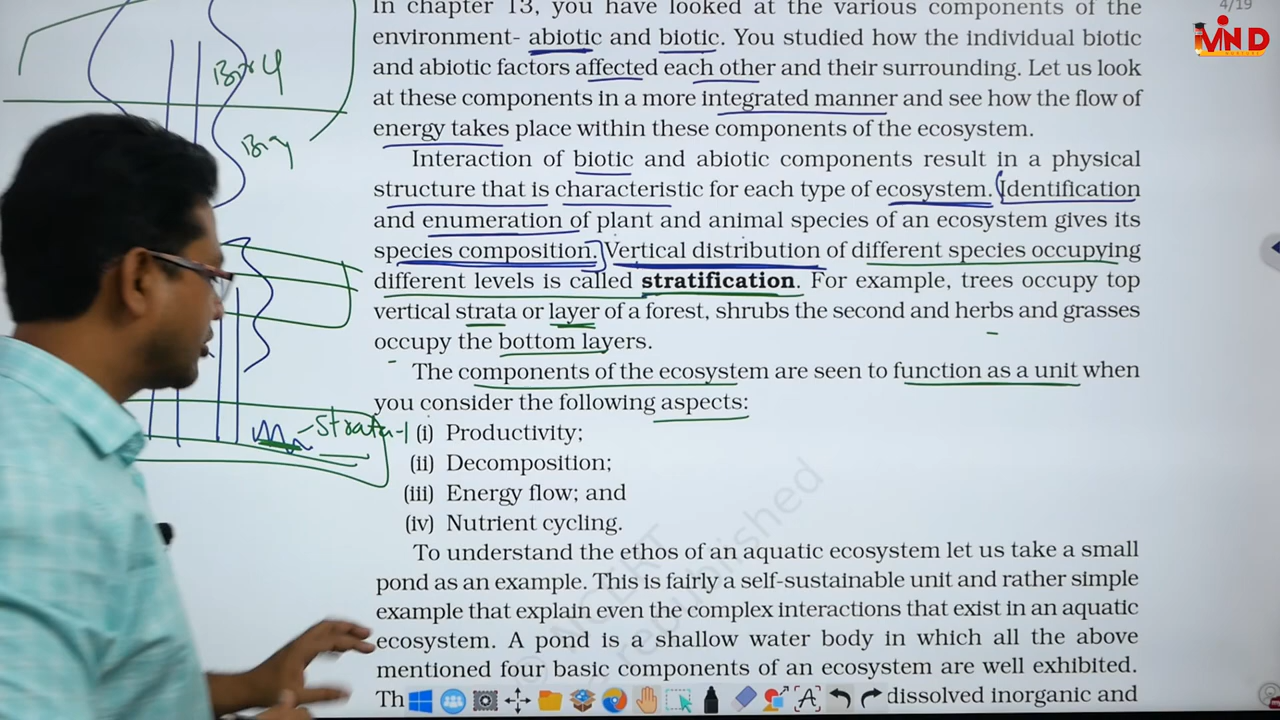 4/19
MIND
In chapter 13, you have looked at the various components of the
environment- abiotic and biotic. You studied how the individual biotic
and abiotic factors affected each other and their surrounding. Let us look
at these components in a more integrated manner and see how the flow of
energy takes place within these components of the ecosystem.
Interaction of biotic and abiotic components result in a physical
structure that is characteristic for each type of ecosystem. Identification
and enumeration of plant and animal species of an ecosystem gives its
species composition. Vertical distribution of different species occupying
different levels is called stratification. For example, trees occupy top
vertical strata or layer of a forest, shrubs the second and herbs and grasses
occupy the bottom layers.
The components of the ecosystem are seen to function as a unit when
you consider the following aspects:
Strata-1
(i) Productivity;
(ii) Decomposition;
(iii) Energy flow; and
(iv) Nutrient cycling.
To understand the ethos of an aquatic ecosystem let us take a small
pond as an example. This is fairly a self-sustainable unit and rather simple
example that explain even the complex interactions that exist in an aquatic
ecosystem. A pond is a shallow water body in which all the above
mentioned four basic components of an ecosystem are well exhibited.
Th dissolved inorganic and